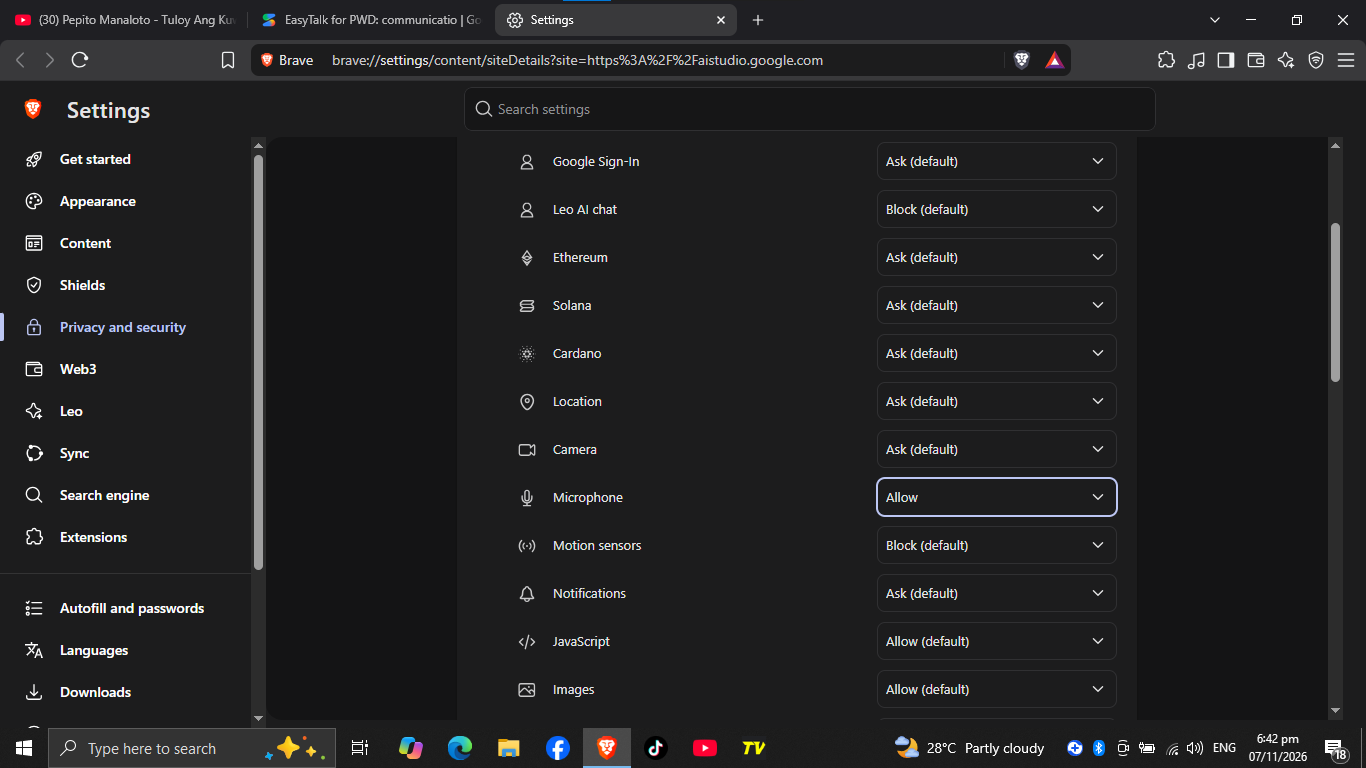 (30) Pepito Manaloto - Tuloy Ang Kuw
EasyTalk for PWD: communicatio | Go
Settings
Brave
brave://settings/content/siteDetails?site=https%3A%2F%2Faistudio.google.com
Settings
Search settings
Get started
Appearance
Content
Shields
Privacy and security
Web3
Leo
Sync
Search engine
Extensions
Autofill and passwords
Languages
Downloads
Google Sign-In
Ask (default)
Leo AI chat
Block (default)
Ethereum
Ask (default)
Solana
Ask (default)
Cardano
Ask (default)
Location
Ask (default)
Camera
Ask (default)
Microphone
Allow
Motion sensors
Block (default)
Notifications
Ask (default)
JavaScript
Allow (default)
Images
Allow (default)
Type here to search
TV
28°C Partly cloudy
ENG
6:42 pm
07/11/2026
18